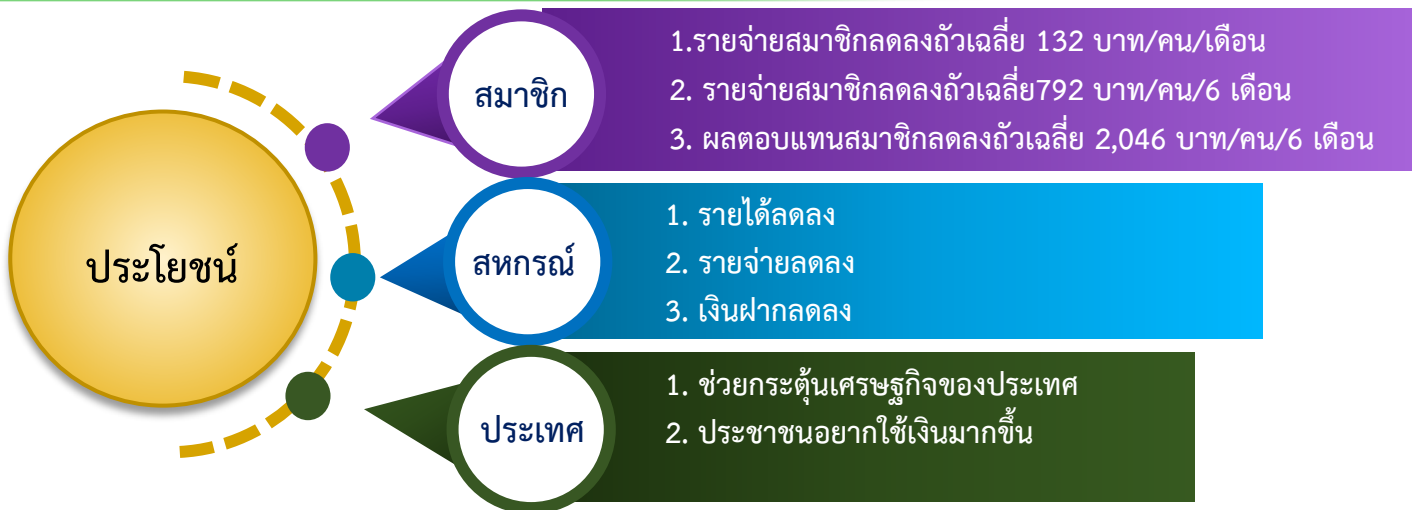 ประโยชน์
สมาชิก
1.รายจ่ายสมาชิกลดลงถัวเฉลี่ย 132 บาท/คน/เดือน
2. รายจ่ายสมาชิกลดลงถัวเฉลี่ย792 บาท/คน/6 เดือน
3. ผลตอบแทนสมาชิกลดลงถัวเฉลี่ย 2,046 บาท/คน/6 เดือน
สหกรณ์
1. รายได้ลดลง
2. รายจ่ายลดลง
3. เงินฝากลดลง
ประเทศ
1. ช่วยกระตุ้นเศรษฐกิจของประเทศ
2. ประชาชนอยากใช้เงินมากขึ้น